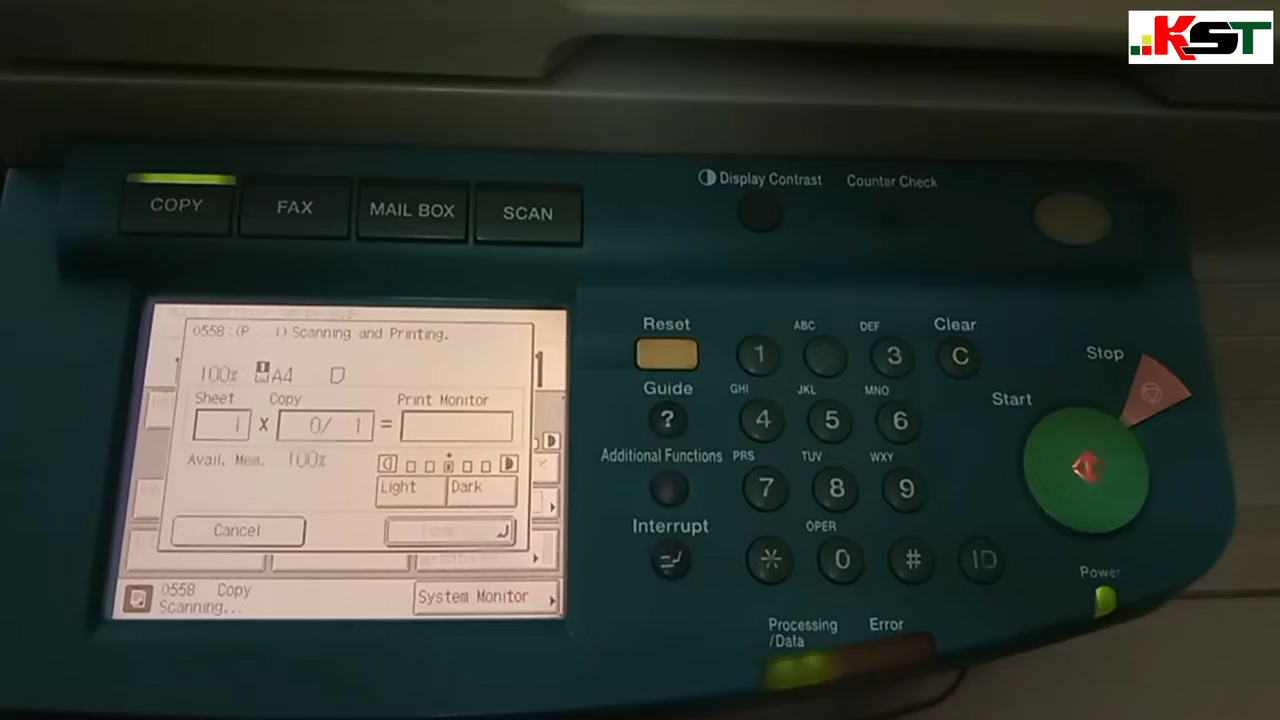 KST
Display Contrast
Counter Check
COPY
FAX
MAIL BOX
SCAN
0558:(P 1) Scanning and Printing.
100% 1 A4
1
Sheet Copy Print Monitor
1 X 0/ 1 =
Avail. Mem. 100%
Light Dark
Cancel
0558 Copy
Scanning...
System Monitor
Reset
Guide
?
Additional Functions
Interrupt
ABC DEF Clear
1 3 C
GHI JKL MNO
4 5 6
PRS TUV WXY
7 8 9
OPER
* 0 # ID
Stop
Start
Power
Processing
/Data
Error